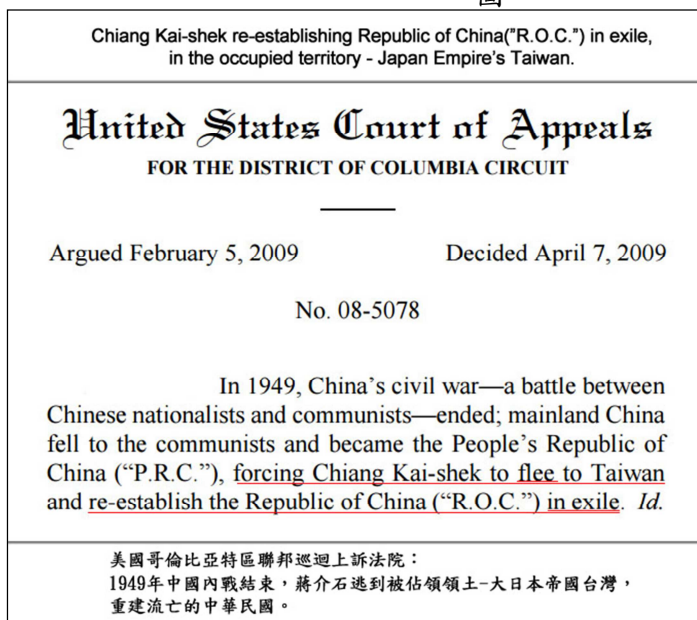 圖
Chiang Kai-shek re-establishing Republic of China("R.O.C.") in exile,
in the occupied territory - Japan Empire's Taiwan.
United States Court of Appeals
FOR THE DISTRICT OF COLUMBIA CIRCUIT
Argued February 5, 2009 Decided April 7, 2009
No. 08-5078
In 1949, China's civil war—a battle between
Chinese nationalists and communists—ended; mainland China
fell to the communists and became the People's Republic of
China ("P.R.C."), forcing Chiang Kai-shek to flee to Taiwan
and re-establish the Republic of China ("R.O.C.") in exile. Id.
美國哥倫比亞特區聯邦巡迴上訴法院：
1949年中國內戰結束，蔣介石逃到被佔領領土-大日本帝國台灣，
重建流亡的中華民國。